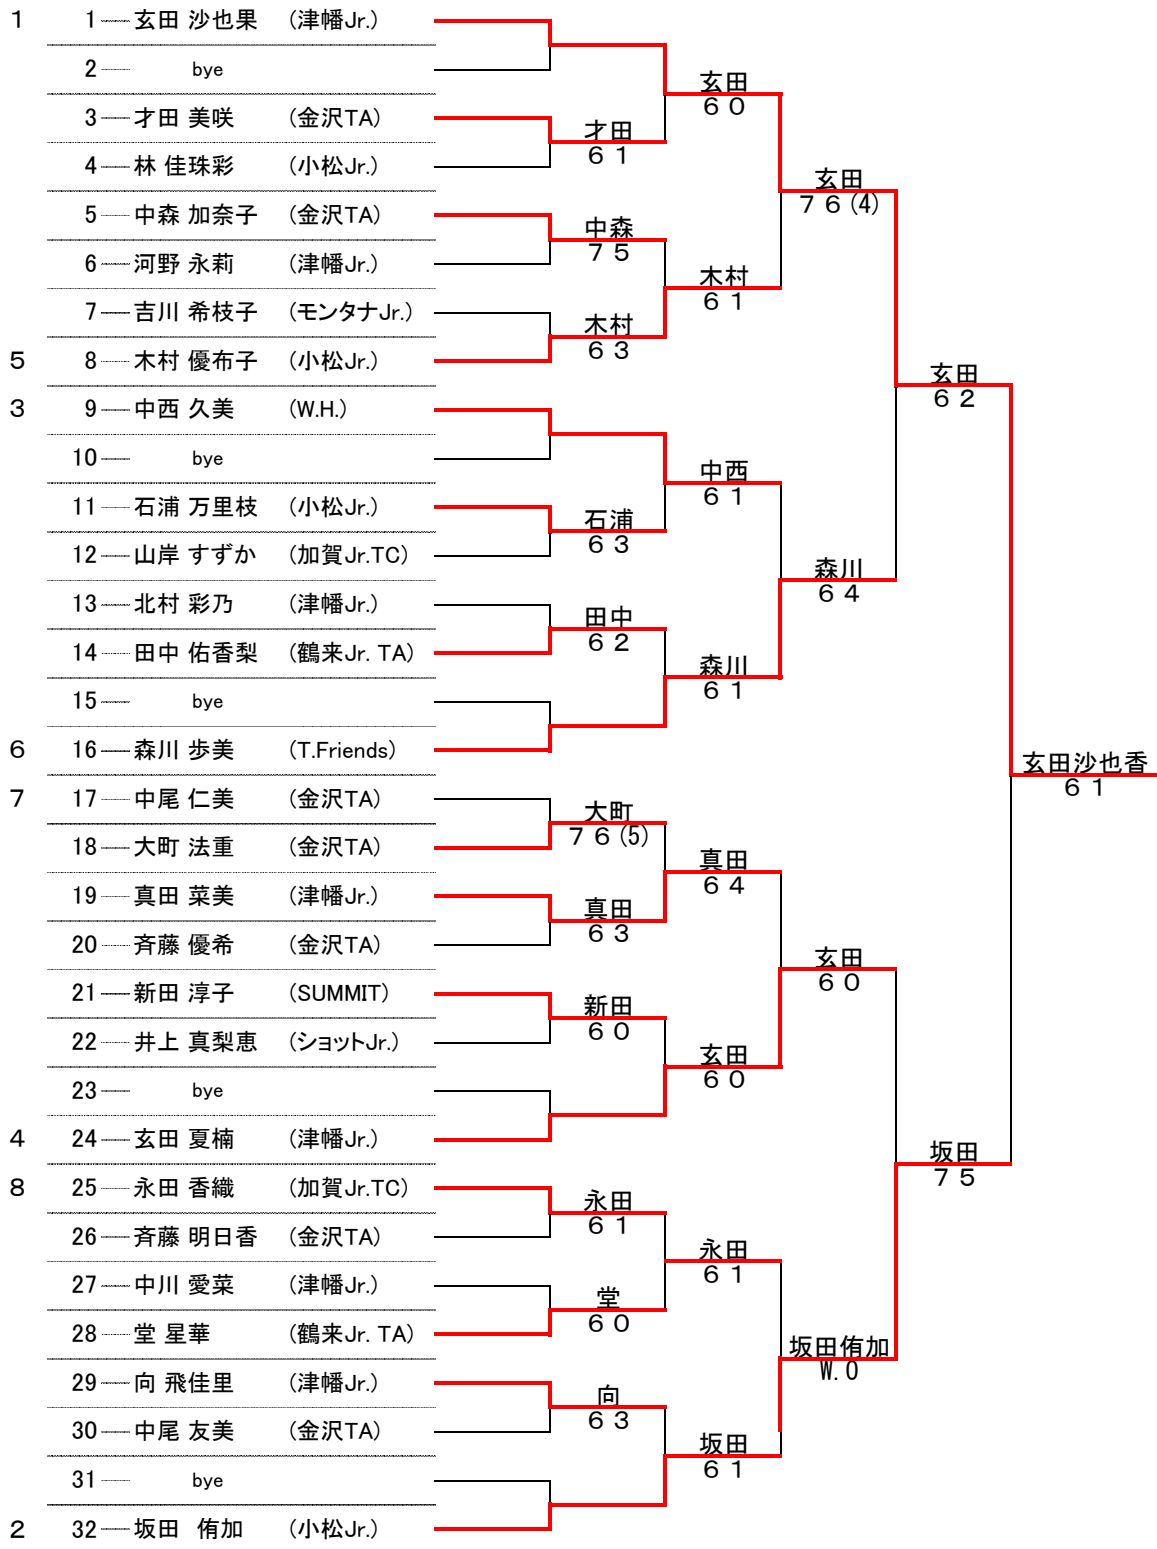 1 1 玄田 沙也果 (津幡Jr.)
2 bye
3 才田 美咲 (金沢TA)
4 林 佳珠彩 (小松Jr.)
5 中森 加奈子 (金沢TA)
6 河野 永莉 (津幡Jr.)
7 吉川 希枝子 (モンタナJr.)
5 8 木村 優布子 (小松Jr.)
3 9 中西 久美 (W.H.)
10 bye
11 石浦 万里枝 (小松Jr.)
12 山岸 すずか (加賀Jr.TC)
13 北村 彩乃 (津幡Jr.)
14 田中 佑香梨 (鶴来Jr. TA)
15 bye
6 16 森川 歩美 (T.Friends)
7 17 中尾 仁美 (金沢TA)
18 大町 法重 (金沢TA)
19 真田 菜美 (津幡Jr.)
20 斉藤 優希 (金沢TA)
21 新田 淳子 (SUMMIT)
22 井上 真梨恵 (ショットJr.)
23 bye
4 24 玄田 夏楠 (津幡Jr.)
8 25 永田 香織 (加賀Jr.TC)
26 斉藤 明日香 (金沢TA)
27 中川 愛菜 (津幡Jr.)
28 堂 星華 (鶴来Jr. TA)
29 向 飛佳里 (津幡Jr.)
30 中尾 友美 (金沢TA)
31 bye
2 32 坂田 侑加 (小松Jr.)
才田
6 1
中森
7 5
木村
6 3
石浦
6 3
田中
6 2
大町
7 6(5)
真田
6 3
新田
6 0
永田
6 1
堂
6 0
向
6 3
玄田
6 0
木村
6 1
中西
6 1
森川
6 1
真田
6 4
玄田
6 0
永田
6 1
坂田
6 1
玄田
7 6(4)
森川
6 4
玄田
6 0
坂田侑加
W.0
玄田
6 2
坂田
7 5
玄田沙也香
6 1